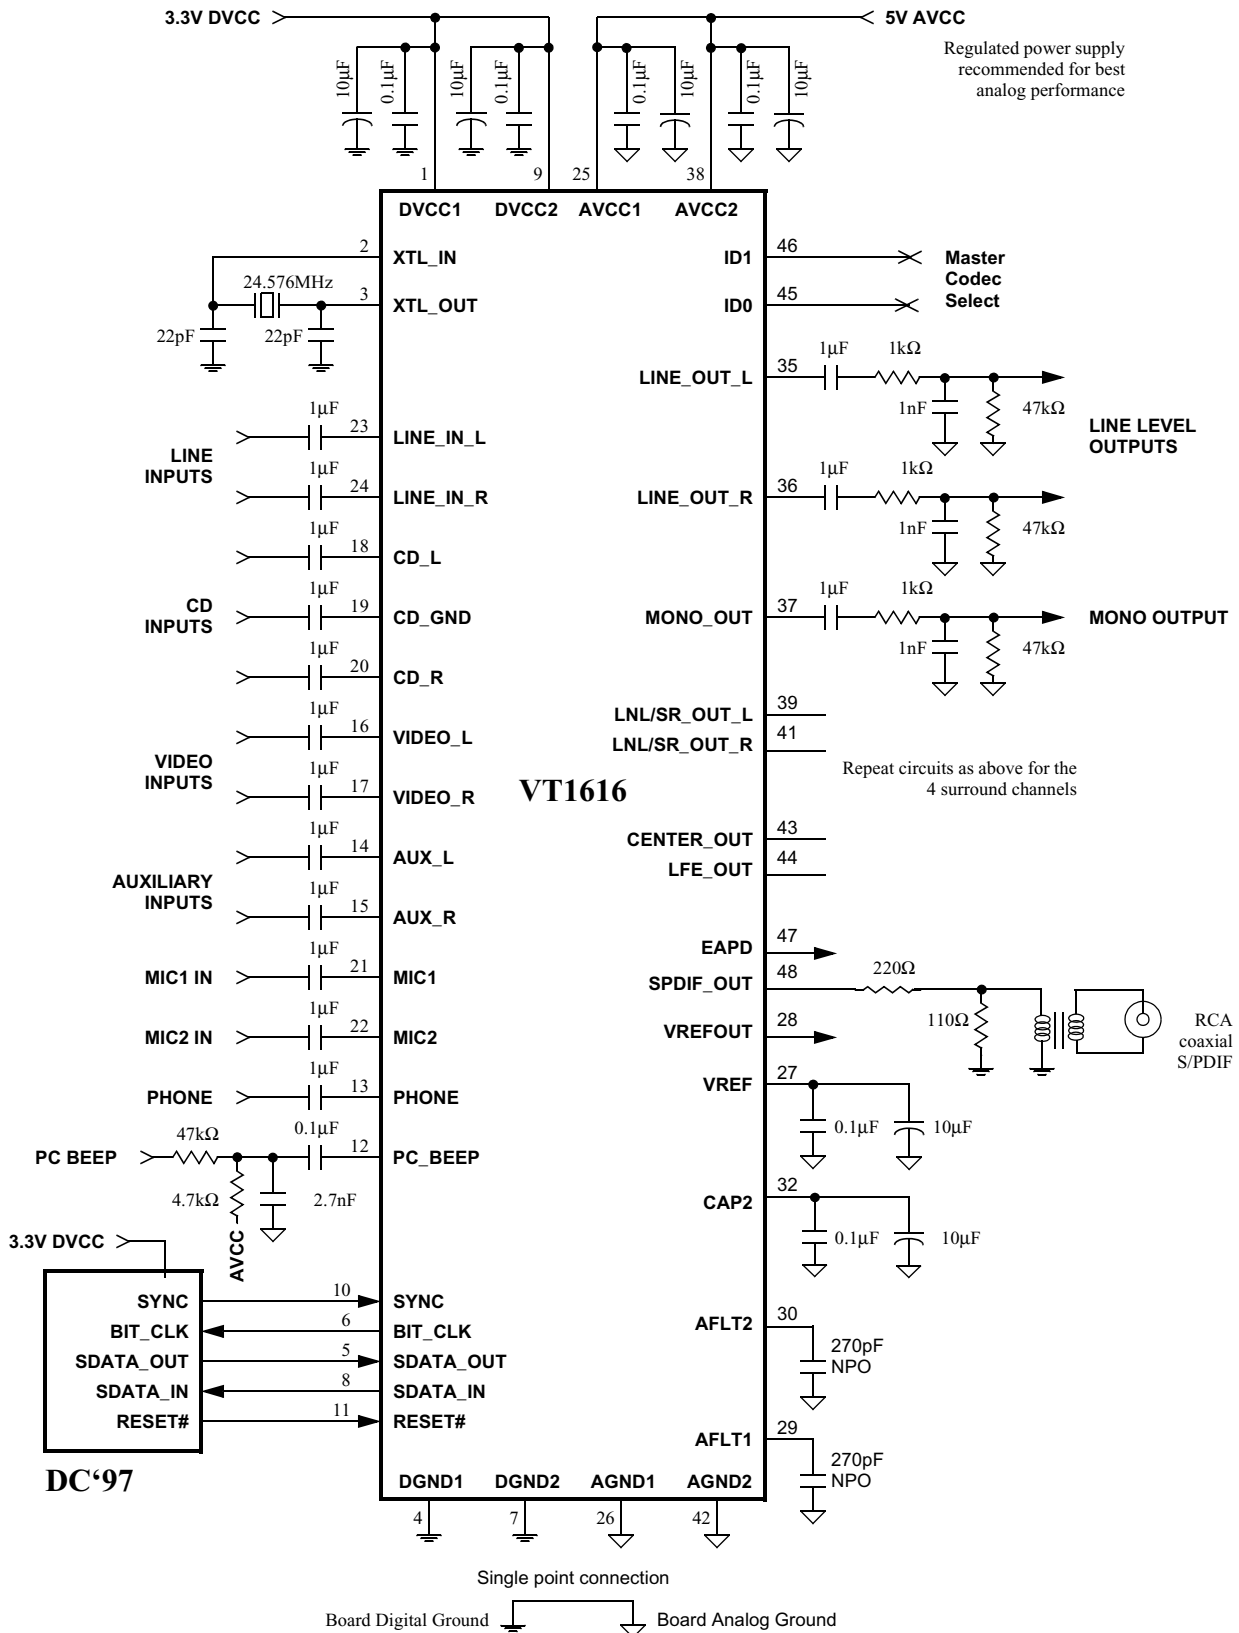 3.3V DVCC
5V AVCC
Regulated power supply
recommended for best
analog performance
10µF
0.1µF
10µF
0.1µF
0.1µF
10µF
0.1µF
10µF
1
9
25
38
DVCC1
DVCC2
AVCC1
AVCC2
2
XTL_IN
24.576MHz
3
XTL_OUT
22pF
22pF
46
ID1
45
ID0
Master
Codec
Select
1µF
1kΩ
35
LINE_OUT_L
1nF
47kΩ
LINE LEVEL
OUTPUTS
1µF
1kΩ
36
LINE_OUT_R
1nF
47kΩ
1µF
1kΩ
37
MONO_OUT
MONO OUTPUT
1nF
47kΩ
LINE
INPUTS
1µF
23
LINE_IN_L
1µF
24
LINE_IN_R
CD
INPUTS
1µF
18
CD_L
1µF
19
CD_GND
1µF
20
CD_R
VIDEO
INPUTS
1µF
16
VIDEO_L
1µF
17
VIDEO_R
AUXILIARY
INPUTS
1µF
14
AUX_L
1µF
15
AUX_R
MIC1 IN
1µF
21
MIC1
MIC2 IN
1µF
22
MIC2
PHONE
1µF
13
PHONE
PC BEEP
47kΩ
0.1µF
12
PC_BEEP
4.7kΩ
2.7nF
AVCC
VT1616
39
LNL/SR_OUT_L
41
LNL/SR_OUT_R
Repeat circuits as above for the
4 surround channels
43
CENTER_OUT
44
LFE_OUT
47
EAPD
48
SPDIF_OUT
220Ω
110Ω
RCA
coaxial
S/PDIF
28
VREFOUT
27
VREF
0.1µF
10µF
32
CAP2
0.1µF
10µF
30
AFLT2
270pF
NPO
29
AFLT1
270pF
NPO
3.3V DVCC
SYNC
10
SYNC
BIT_CLK
6
BIT_CLK
SDATA_OUT
5
SDATA_OUT
SDATA_IN
8
SDATA_IN
RESET#
11
RESET#
DC‘97
DGND1
DGND2
AGND1
AGND2
4
7
26
42
Single point connection
Board Digital Ground
Board Analog Ground